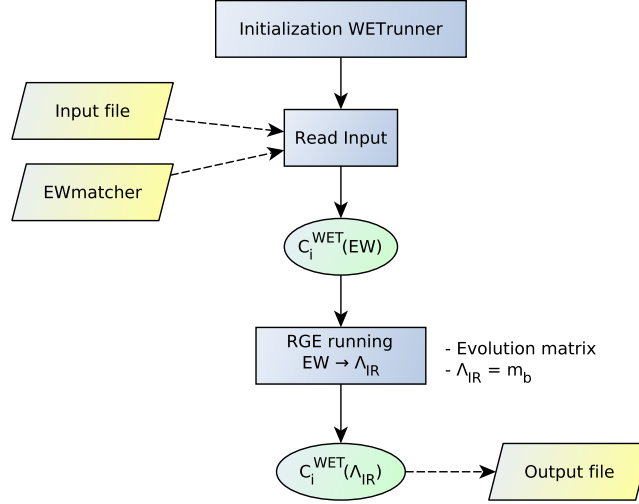 Initialization WETrunner
Input file
Read Input
EWmatcher
C_i^WET(EW)
RGE running
EW → Λ_IR
- Evolution matrix
- Λ_IR = m_b
C_i^WET(Λ_IR)
Output file